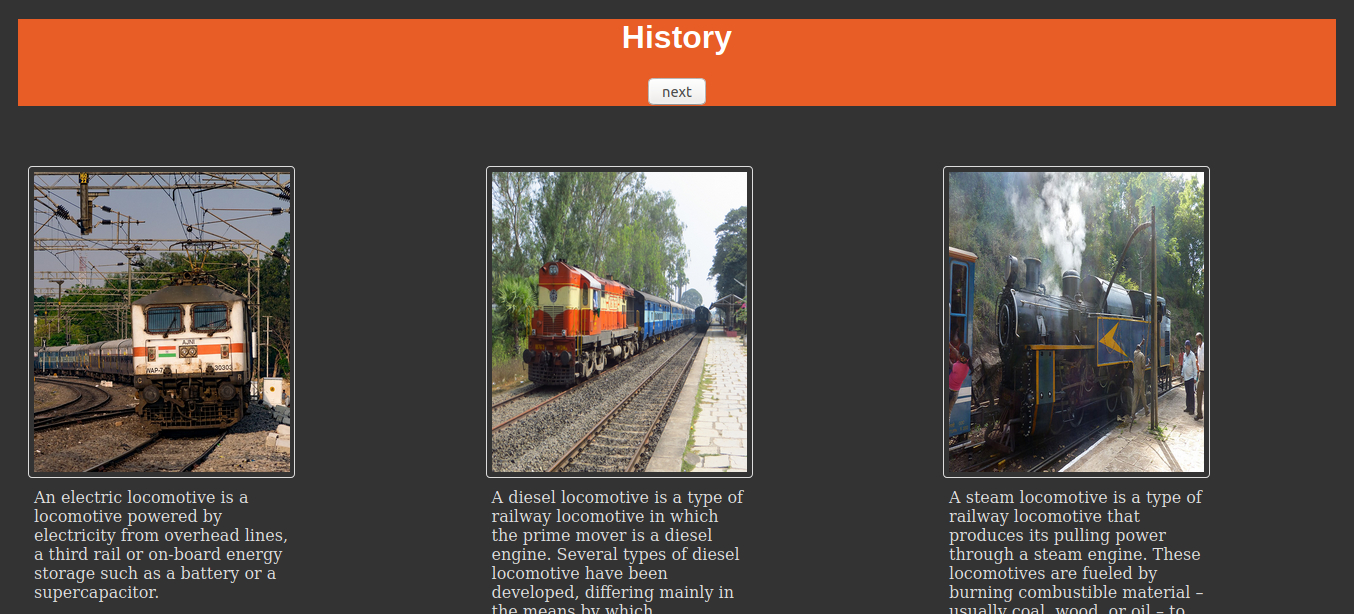 History
next
AJNI
WAP-7
30303
An electric locomotive is a
locomotive powered by
electricity from overhead lines,
a third rail or on-board energy
storage such as a battery or a
supercapacitor.
A diesel locomotive is a type of
railway locomotive in which
the prime mover is a diesel
engine. Several types of diesel
locomotive have been
developed, differing mainly in
the means by which
A steam locomotive is a type of
railway locomotive that
produces its pulling power
through a steam engine. These
locomotives are fueled by
burning combustible material –
usually coal, wood, or oil – to